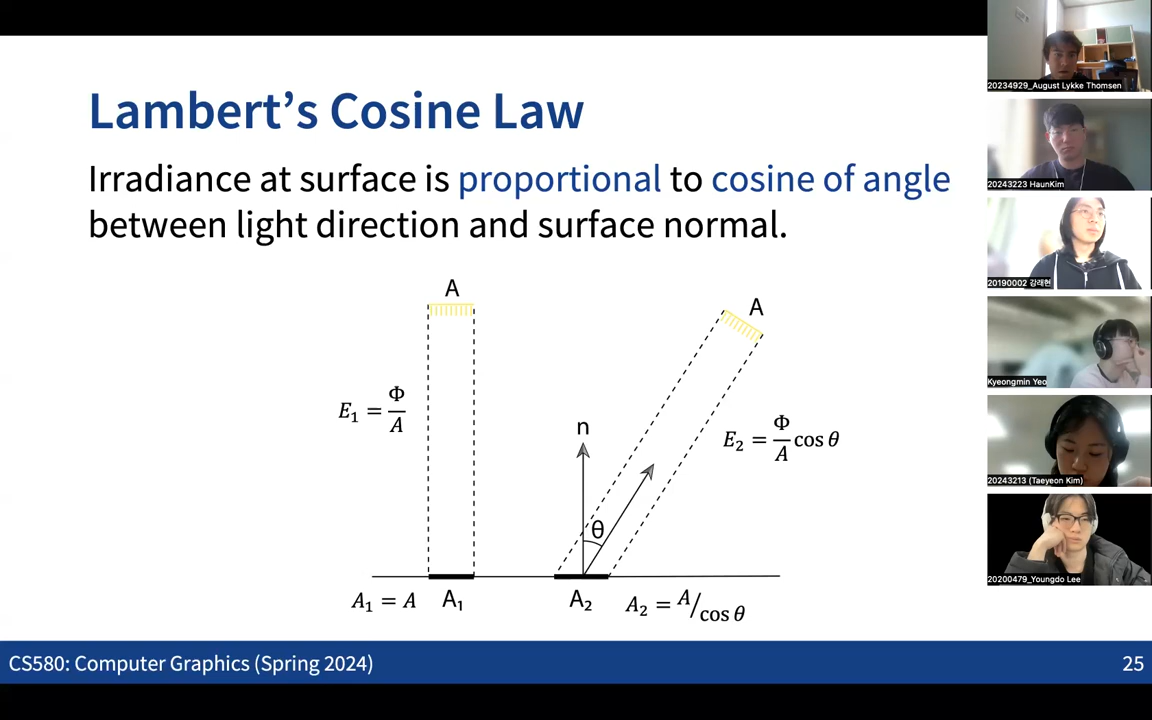 Lambert's Cosine Law
Irradiance at surface is proportional to cosine of angle
between light direction and surface normal.
A
A
E₁ = Φ/A
n
E₂ = Φ/A cos θ
θ
A₁ = A
A₁
A₂
A₂ = A/cos θ
CS580: Computer Graphics (Spring 2024)
25
20234929_August Lykke Thomsen
20243223 HaunKim
20190002 강래현
Kyeongmin Yeo
20243213 (Taeyeon Kim)
20200479_Youngdo Lee